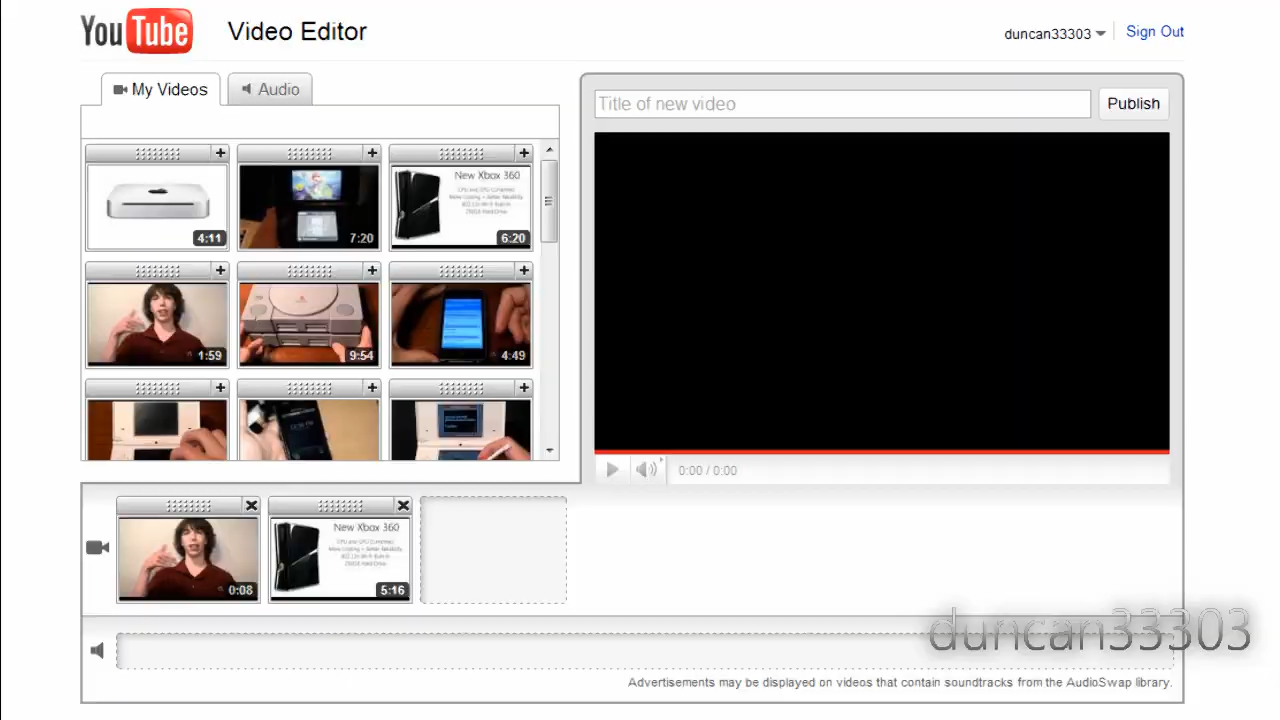 YouTube Video Editor
duncan33303 Sign Out
My Videos Audio
Title of new video Publish
4:11
7:20
New Xbox 360
6:20
1:59
9:54
4:49
0:00 / 0:00
0:08
New Xbox 360
5:16
duncan33303
Advertisements may be displayed on videos that contain soundtracks from the AudioSwap library.